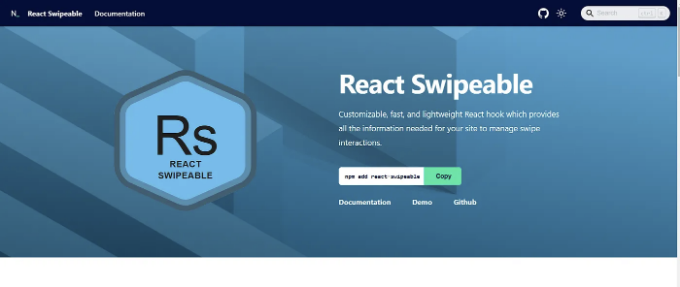 N_ React Swipeable Documentation
Search
React Swipeable
Customizable, fast, and lightweight React hook which provides
all the information needed for your site to manage swipe
interactions.
npm add react-swipeable Copy
Documentation Demo Github
Rs
REACT
SWIPEABLE